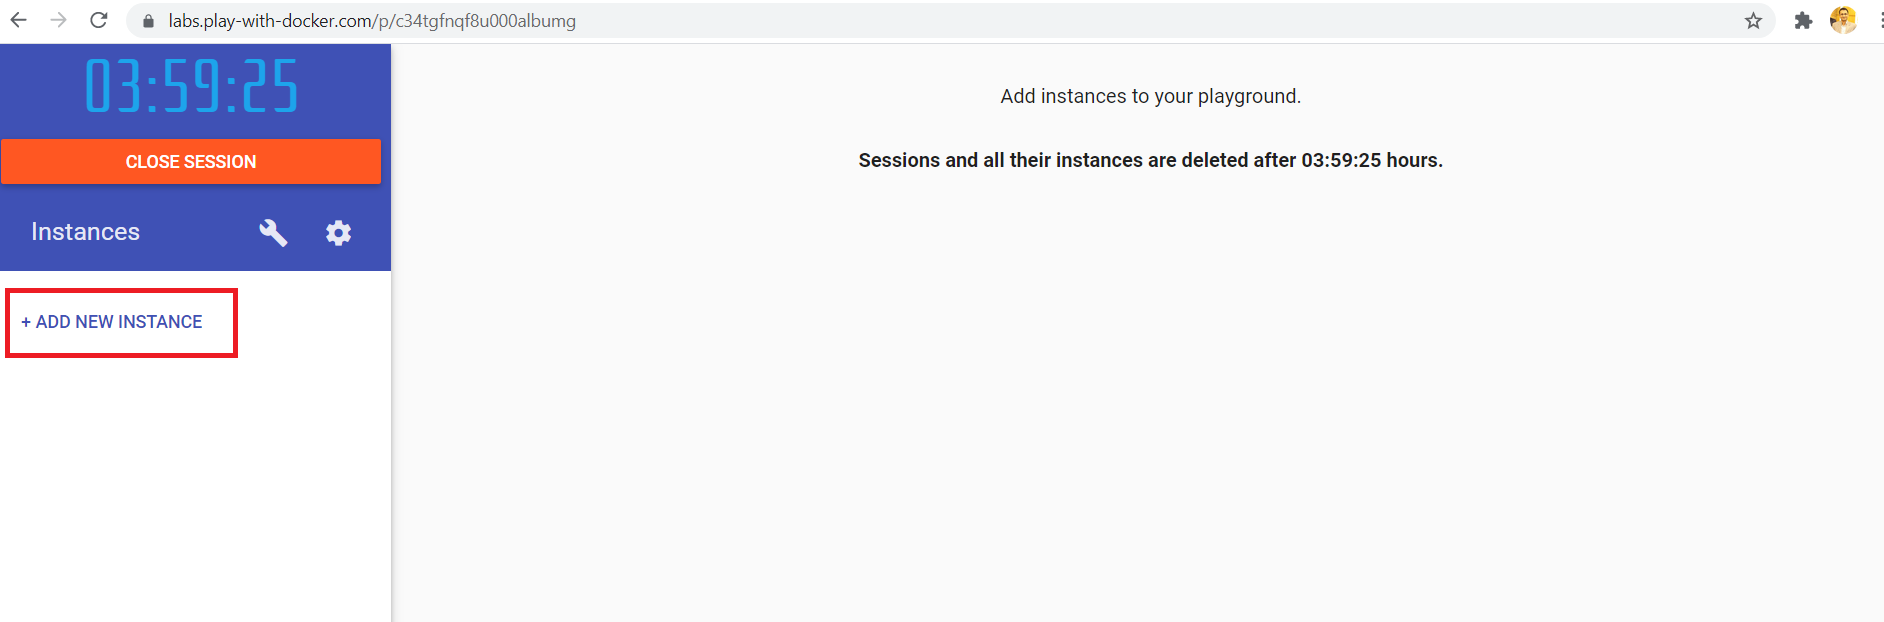 labs.play-with-docker.com/p/c34tgfnqf8u000albumg
03:59:25
CLOSE SESSION
Instances
+ ADD NEW INSTANCE
Add instances to your playground.
Sessions and all their instances are deleted after 03:59:25 hours.